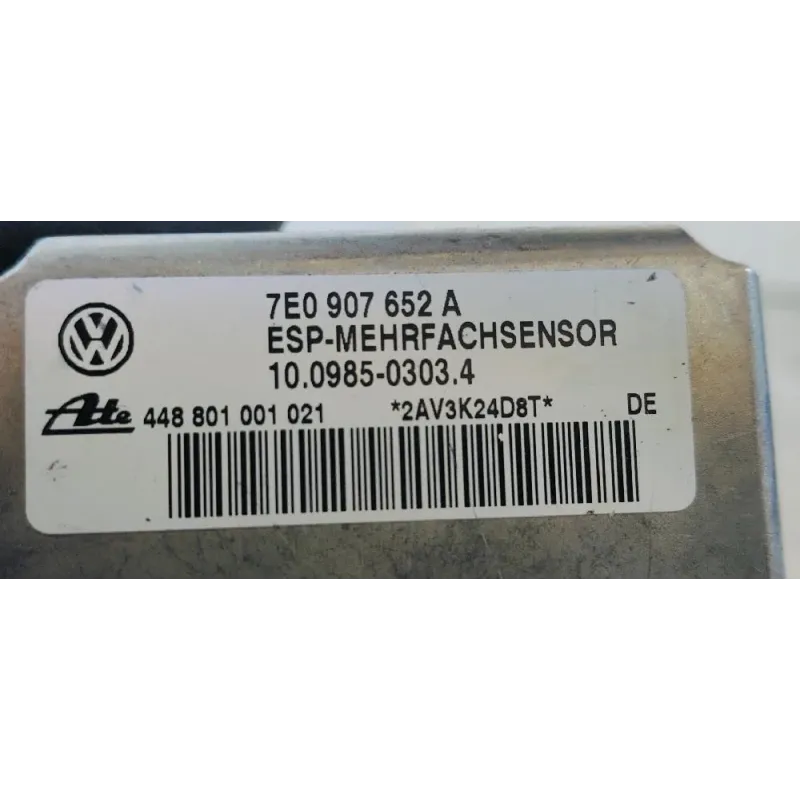 7E0 907 652 A
ESP-MEHRFACHSENSOR
10.0985-0303.4
Ate 448 801 001 021 *2AV3K24D8T* DE